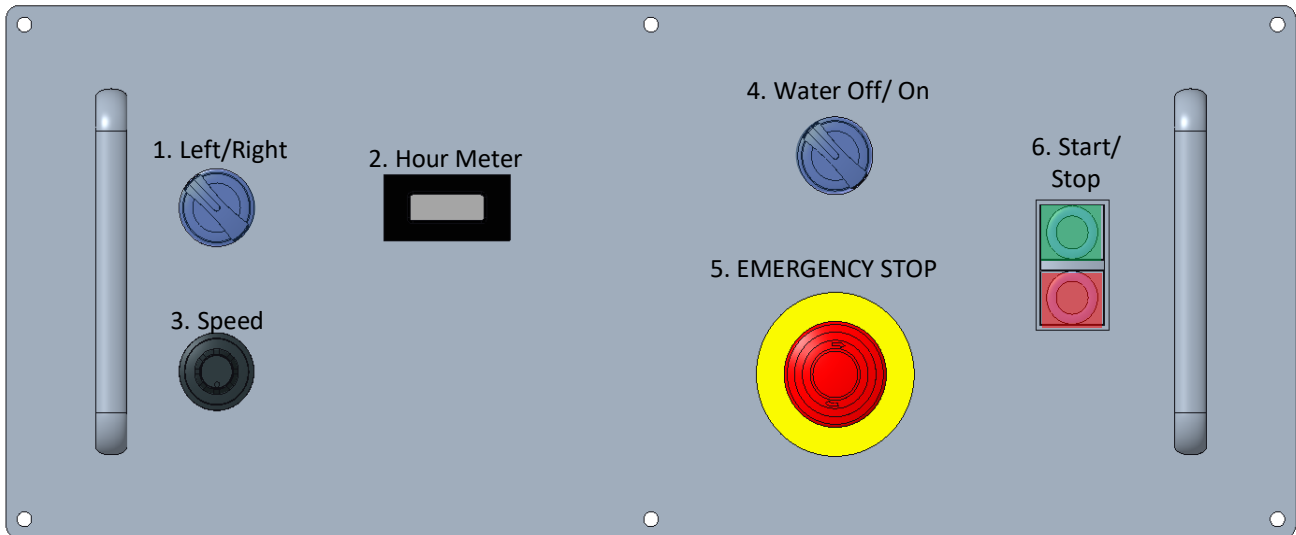 1. Left/Right
2. Hour Meter
3. Speed
4. Water Off/ On
5. EMERGENCY STOP
6. Start/
Stop